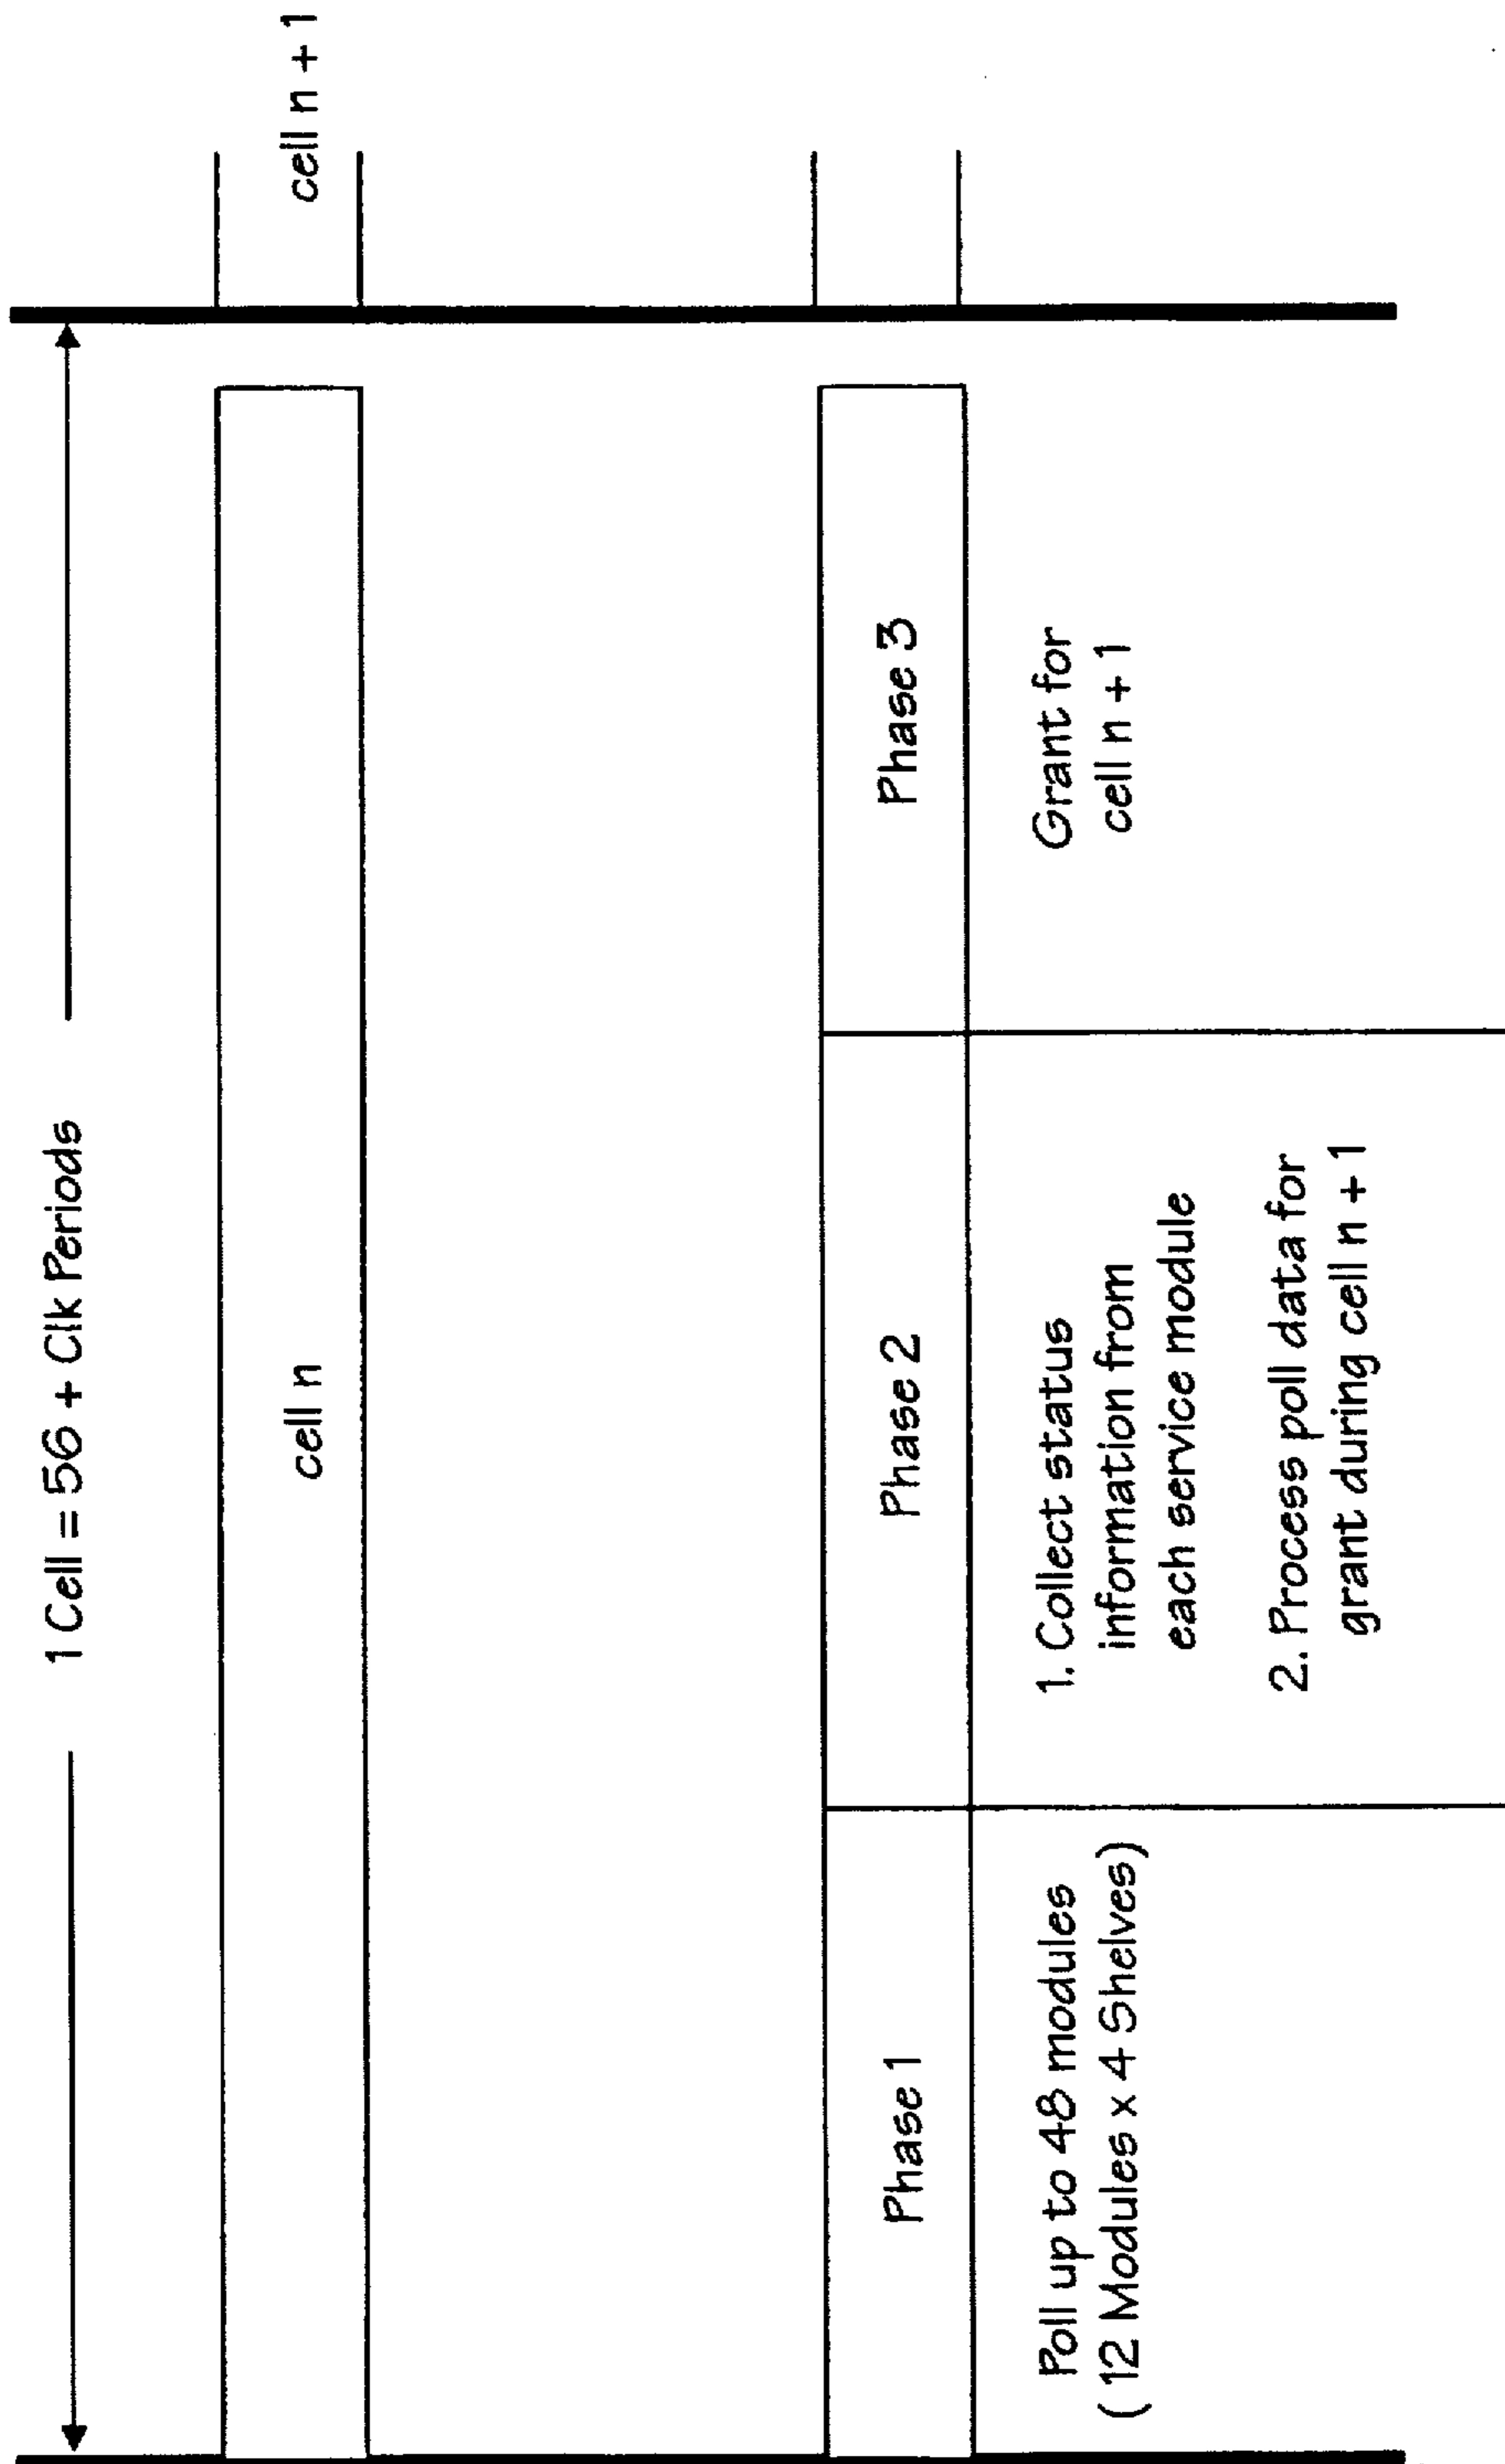 1 Cell = 56 + Clk Periods
cell n
cell n + 1
Phase 1
Phase 2
Phase 3
Poll up to 48 modules
( 12 Modules x 4 Shelves)
1. Collect status
information from
each service module
2. Process poll data for
grant during cell n + 1
Grant for
cell n + 1